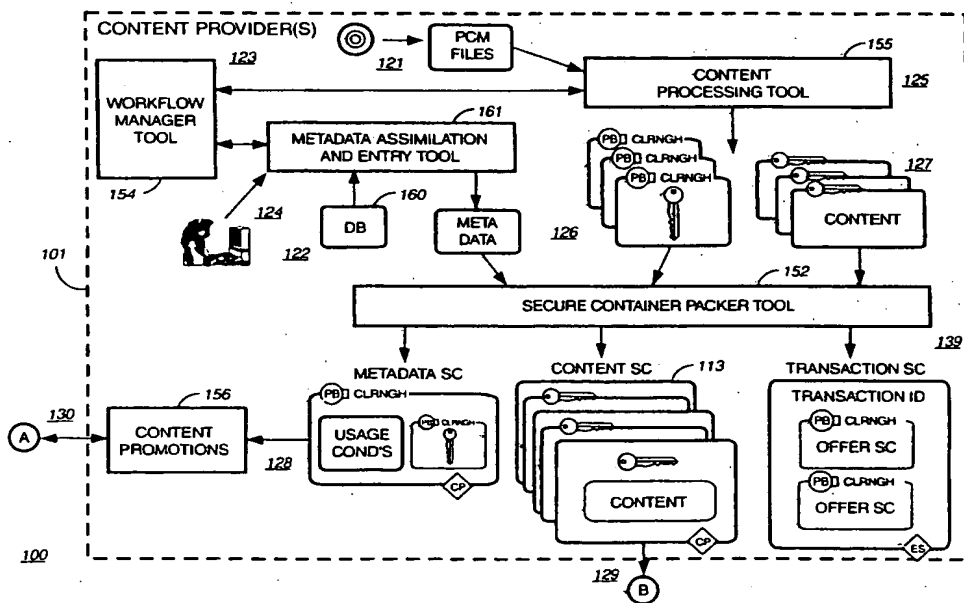 CONTENT PROVIDER(S)
PCM
FILES
155
123
121
CONTENT
PROCESSING TOOL
125
WORKFLOW
MANAGER
TOOL
161
METADATA ASSIMILATION
AND ENTRY TOOL
PB CLRNGH
PB CLRNGH
PB CLRNGH
127
154
124
160
DB
META
DATA
126
CONTENT
122
101
152
SECURE CONTAINER PACKER TOOL
139
METADATA SC
CONTENT SC
113
TRANSACTION SC
PB CLRNGH
TRANSACTION ID
156
130
A
CONTENT
PROMOTIONS
USAGE
COND'S
PB CLRNGH
PB CLRNGH
OFFER SC
128
CONTENT
PB CLRNGH
OFFER SC
CP
CP
ES
100
129
B